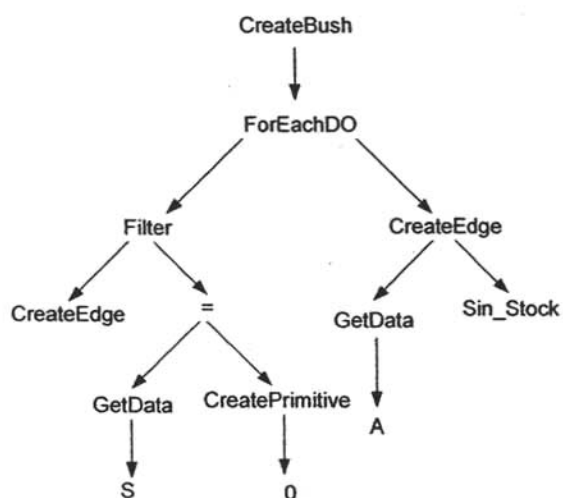 CreateBush
ForEachDO
Filter
CreateEdge
CreateEdge
=
GetData
Sin_Stock
GetData
CreatePrimitive
A
S
0